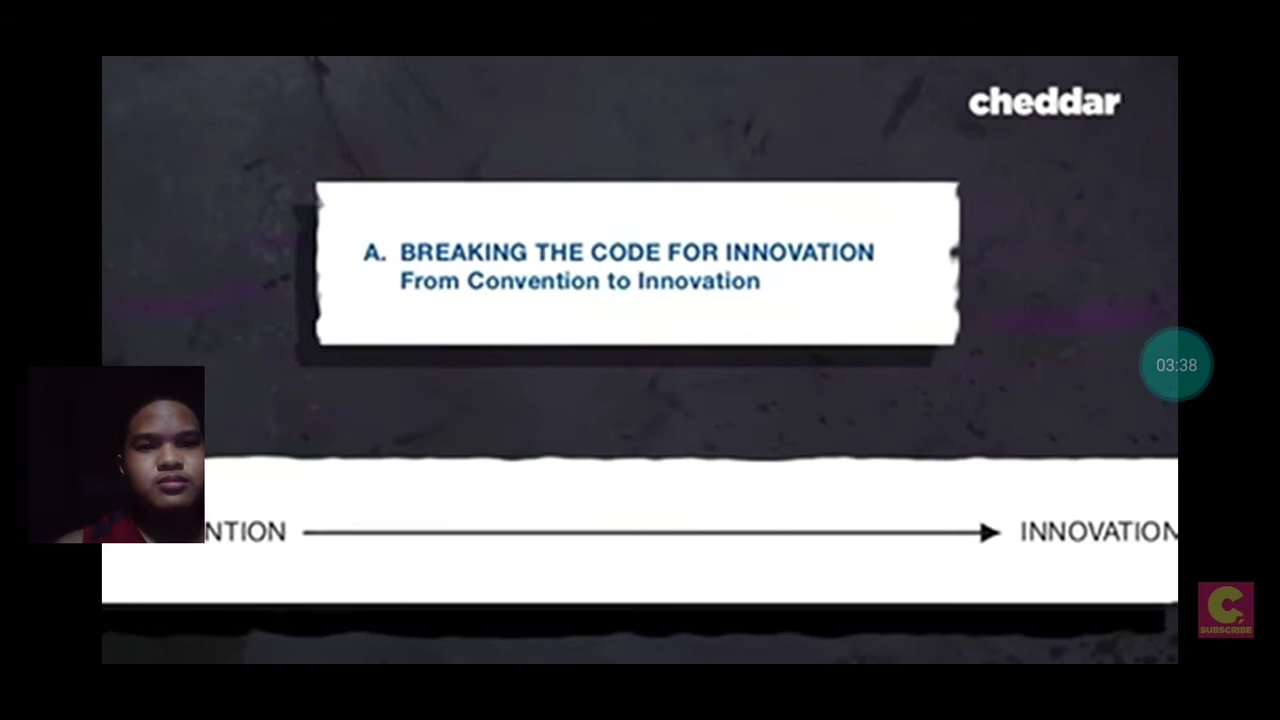 cheddar
A. BREAKING THE CODE FOR INNOVATION
From Convention to Innovation
03:38
NTION
INNOVATION
SUBSCRIBE